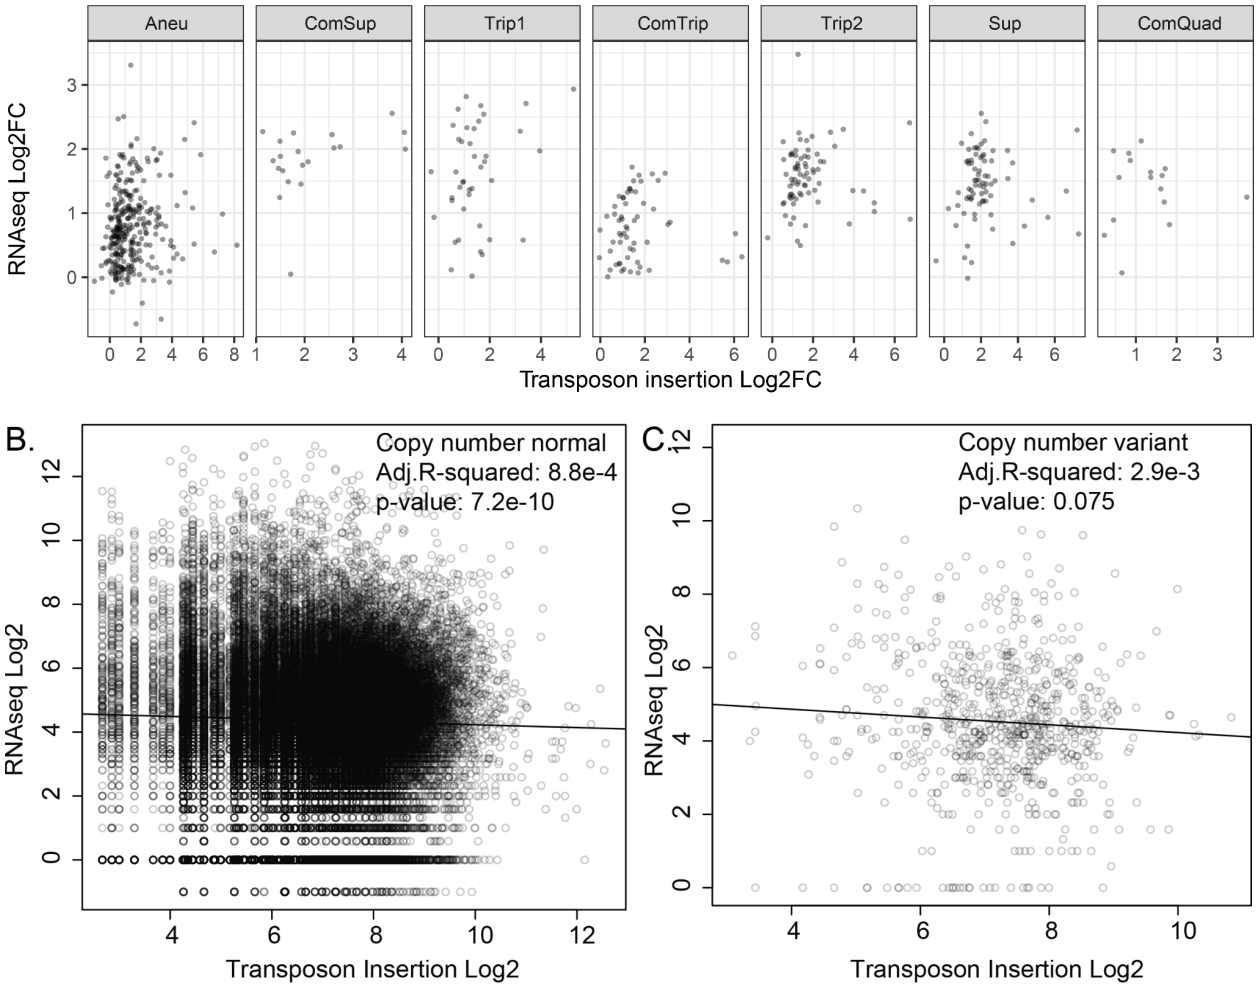 Aneu ComSup Trip1 ComTrip Trip2 Sup ComQuad
RNAseq Log2FC
3
2
1
0
0 2 4 6 8 1 2 3 4 0 2 4 0 2 4 6 0 2 4 6 0 2 4 6 1 2 3
Transposon insertion Log2FC
B.
Copy number normal
Adj.R-squared: 8.8e-4
p-value: 7.2e-10
RNAseq Log2
12
10
8
6
4
2
0
4 6 8 10 12
Transposon Insertion Log2
C.
Copy number variant
Adj.R-squared: 2.9e-3
p-value: 0.075
RNAseq Log2
12
10
8
6
4
2
0
4 6 8 10
Transposon Insertion Log2